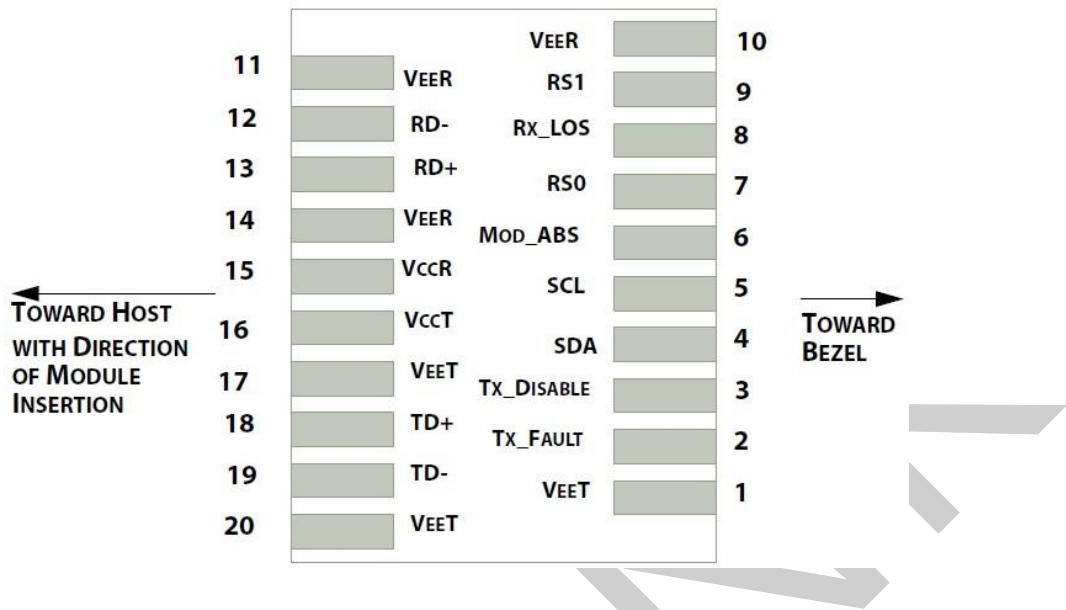 VEER 10
11 VEER
RS1 9
12 RD-
Rx_LOS 8
13 RD+
RS0 7
14 VEER
MOD_ABS 6
15 VCCR
SCL 5
16 VCCT
SDA 4
17 VEET
TX_DISABLE 3
18 TD+
TX_FAULT 2
19 TD-
VEET 1
20 VEET
TOWARD HOST
WITH DIRECTION
OF MODULE
INSERTION
TOWARD
BEZEL